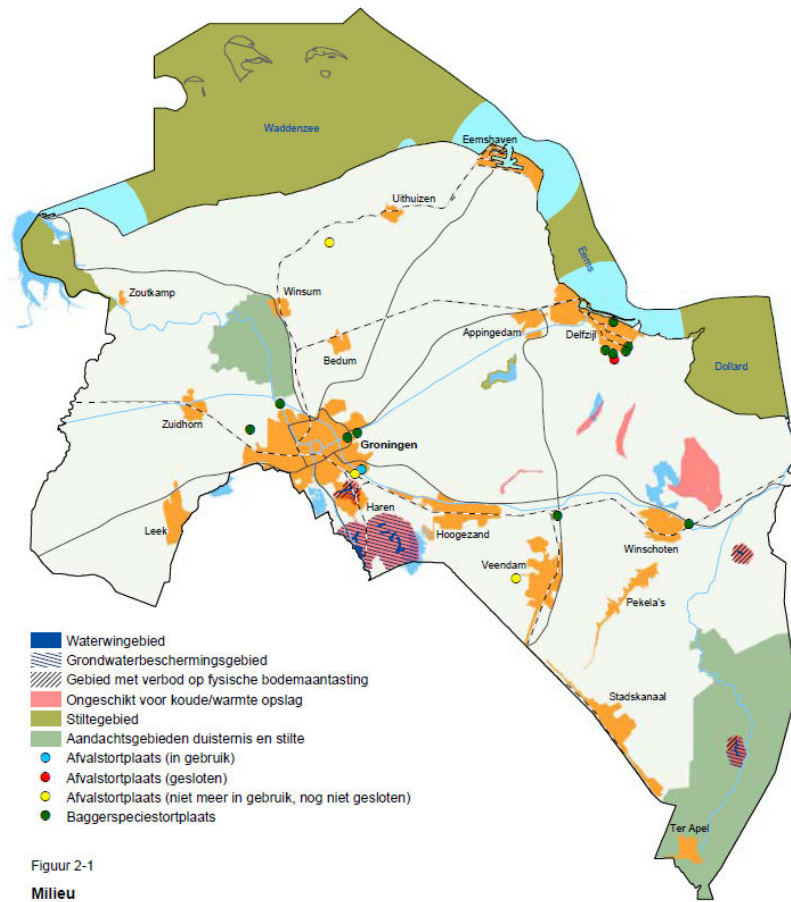 Waddenzee
Eemshaven
Uithuizen
Eems
Zoutkamp
Winsum
Appingedam
Delfzijl
Bedum
Dollard
Zuidhorn
Groningen
Leek
Haren
Hoogezand
Winschoten
Veendam
Pekela's
Stadskanaal
Ter Apel
Waterwingebied
Grondwaterbeschermingsgebied
Gebied met verbod op fysische bodemaantasting
Ongeschikt voor koude/warmte opslag
Stiltegebied
Aandachtsgebieden duisternis en stilte
Afvalstortplaats (in gebruik)
Afvalstortplaats (gesloten)
Afvalstortplaats (niet meer in gebruik, nog niet gesloten)
Baggerspeciestortplaats
Figuur 2-1
Milieu